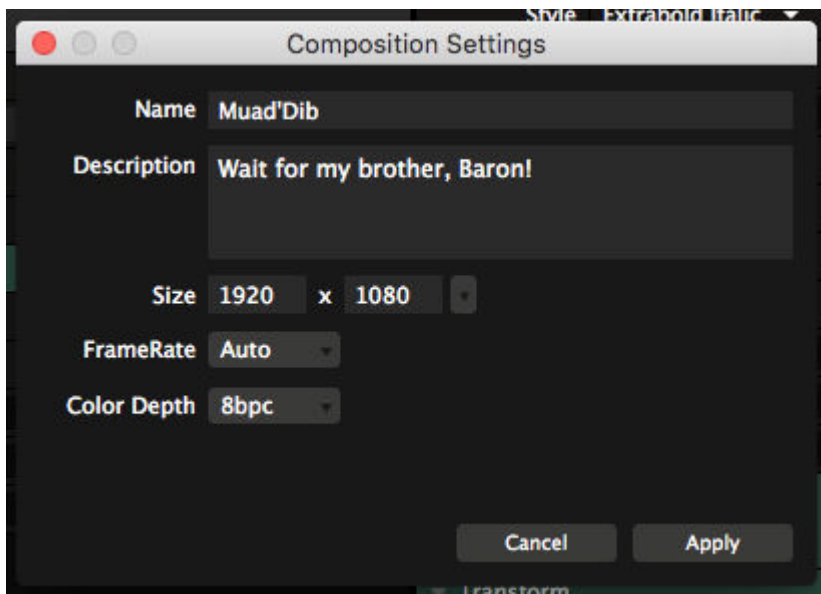 Style Extrabold Italic
Composition Settings
Name Muad'Dib
Description Wait for my brother, Baron!
Size 1920 x 1080
FrameRate Auto
Color Depth 8bpc
Cancel Apply
Transform